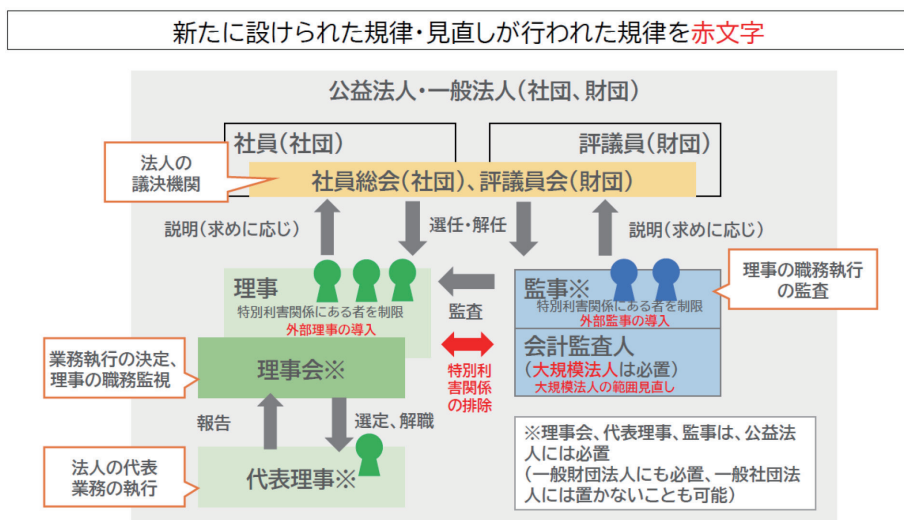 新たに設けられた規律・見直しが行われた規律を赤文字
公益法人・一般法人(社団、財団)
社員(社団)
評議員(財団)
法人の
議決機関
社員総会(社団)、評議員会(財団)
説明(求めに応じ)
選任・解任
説明(求めに応じ)
理事の職務執行
の監査
理事
特別利害関係にある者を制限
外部理事の導入
監査
監事※
特別利害関係にある者を制限
外部監事の導入
業務執行の決定、
理事の職務監視
理事会※
特別利
害関係
の排除
会計監査人
(大規模法人は必置)
大規模法人の範囲見直し
報告
選定、解職
法人の代表
業務の執行
代表理事※
※理事会、代表理事、監事は、公益法
人には必置
(一般財団法人にも必置、一般社団法
人には置かないことも可能)